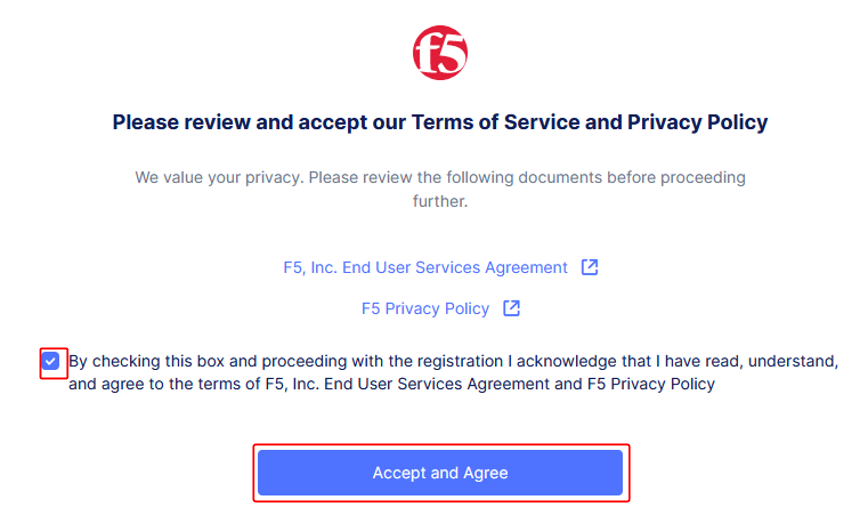 f5
Please review and accept our Terms of Service and Privacy Policy
We value your privacy. Please review the following documents before proceeding
further.
F5, Inc. End User Services Agreement
F5 Privacy Policy
By checking this box and proceeding with the registration I acknowledge that I have read, understand,
and agree to the terms of F5, Inc. End User Services Agreement and F5 Privacy Policy
Accept and Agree